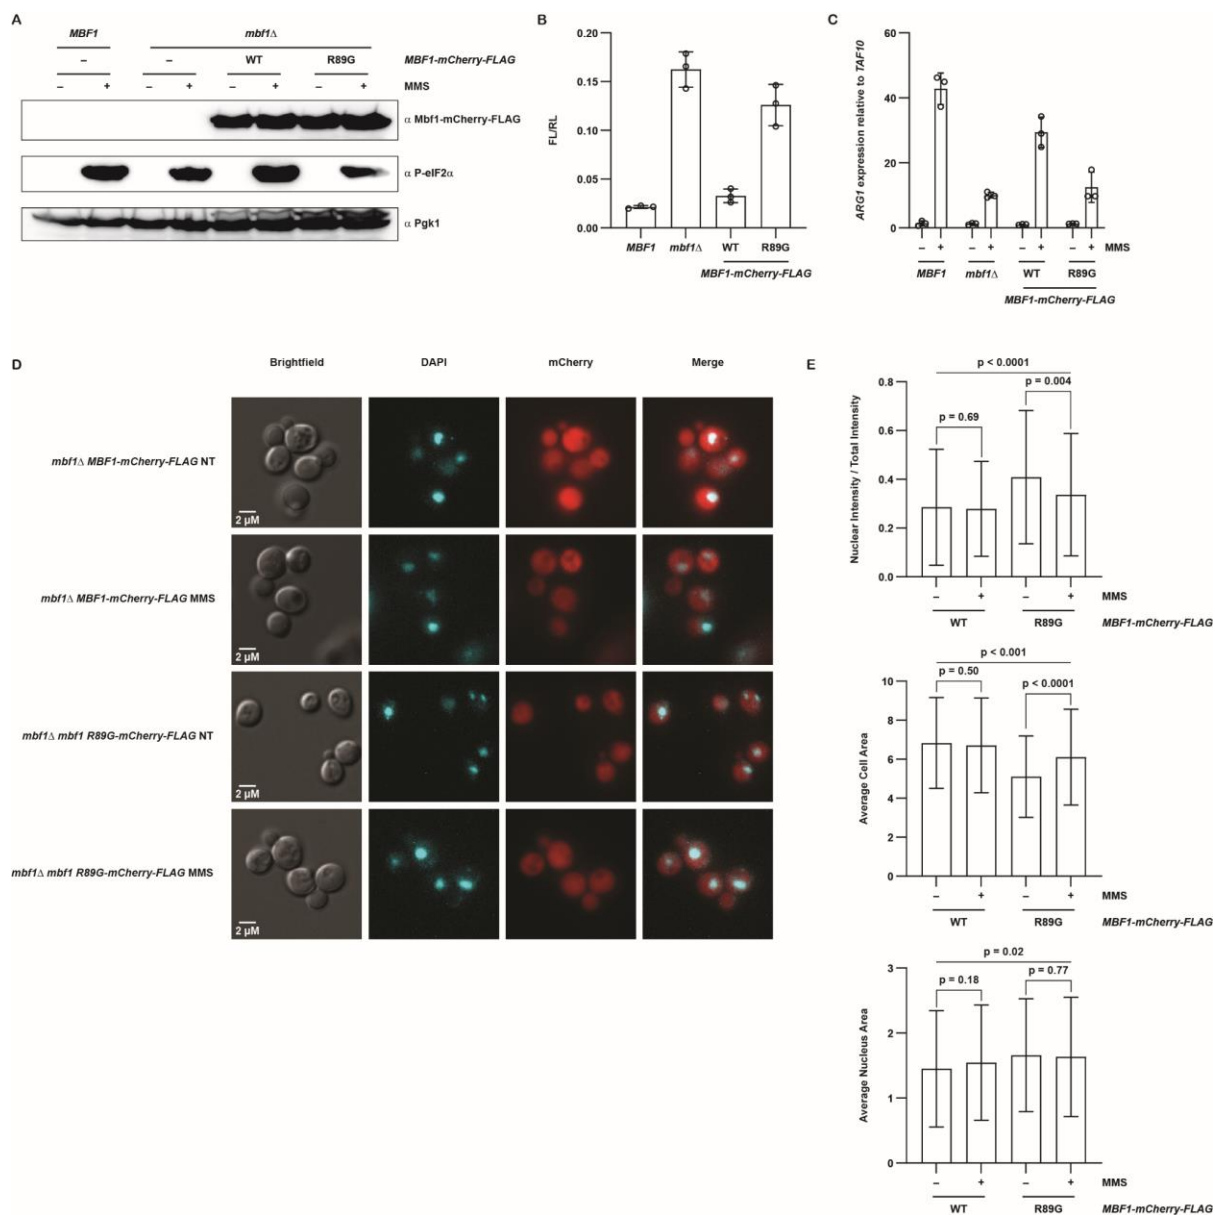 A
MBF1 mbf1Δ
– – WT R89G MBF1-mCherry-FLAG
– + – + – + – + MMS
α Mbf1-mCherry-FLAG
α P-eIF2α
α Pgk1
B
FL/RL
0.20
0.15
0.10
0.05
0.00
MBF1 mbf1Δ WT R89G
MBF1-mCherry-FLAG
C
ARG1 expression relative to TAF10
60
40
20
0
– + – + – + – + MMS
MBF1 mbf1Δ WT R89G
MBF1-mCherry-FLAG
D
Brightfield DAPI mCherry Merge
mbf1Δ MBF1-mCherry-FLAG NT
2 µM
mbf1Δ MBF1-mCherry-FLAG MMS
2 µM
mbf1Δ mbf1 R89G-mCherry-FLAG NT
2 µM
mbf1Δ mbf1 R89G-mCherry-FLAG MMS
2 µM
E
p < 0.0001
p = 0.004
p = 0.69
Nuclear Intensity / Total Intensity
0.8
0.6
0.4
0.2
0.0
– + – + MMS
WT R89G MBF1-mCherry-FLAG
p < 0.001
p = 0.50
p < 0.0001
Average Cell Area
10
8
6
4
2
0
– + – + MMS
WT R89G MBF1-mCherry-FLAG
p = 0.02
p = 0.18
p = 0.77
Average Nucleus Area
3
2
1
0
– + – + MMS
WT R89G MBF1-mCherry-FLAG